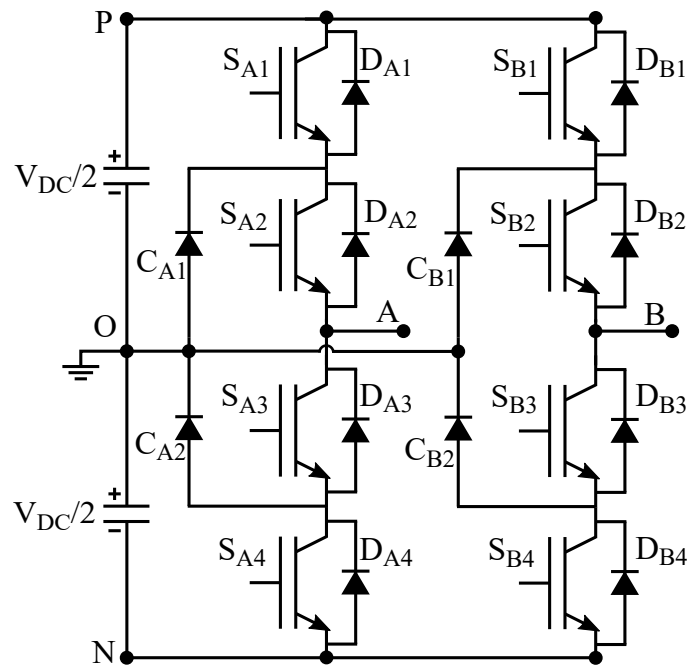 P
S_A1
D_A1
S_B1
D_B1
+
V_DC/2
-
S_A2
D_A2
S_B2
D_B2
C_A1
C_B1
A
B
O
S_A3
D_A3
S_B3
D_B3
C_A2
C_B2
+
V_DC/2
-
S_A4
D_A4
S_B4
D_B4
N